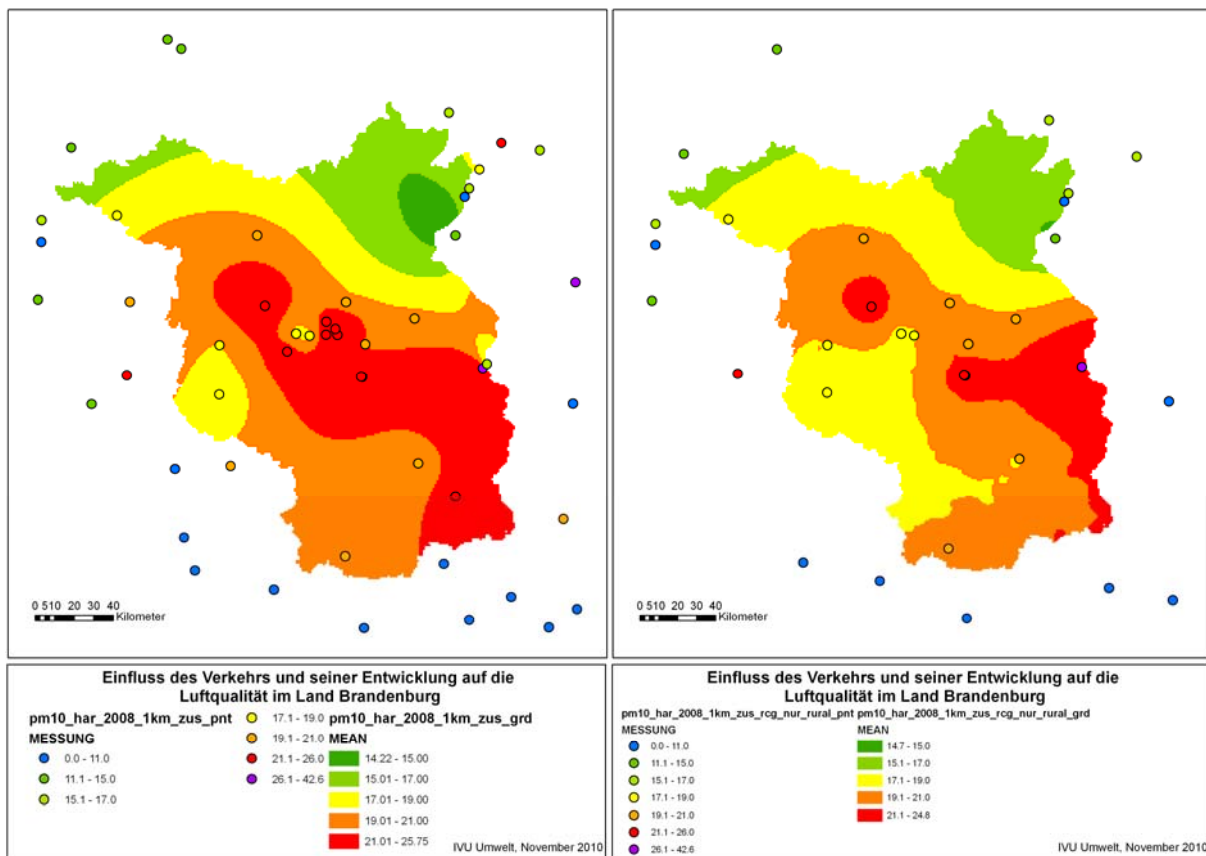 0 510 20 30 40
Kilometer
0 510 20 30 40
Kilometer
Einfluss des Verkehrs und seiner Entwicklung auf die
Luftqualität im Land Brandenburg
pm10_har_2008_1km_zus_pnt
MESSUNG
0.0 - 11.0
11.1 - 15.0
15.1 - 17.0
17.1 - 19.0
19.1 - 21.0
21.1 - 26.0
26.1 - 42.6
pm10_har_2008_1km_zus_grd
MEAN
14.22 - 15.00
15.01 - 17.00
17.01 - 19.00
19.01 - 21.00
21.01 - 25.75
IVU Umwelt, November 2010
Einfluss des Verkehrs und seiner Entwicklung auf die
Luftqualität im Land Brandenburg
pm10_har_2008_1km_zus_rcg_nur_rural_pnt
MESSUNG
0.0 - 11.0
11.1 - 15.0
15.1 - 17.0
17.1 - 19.0
19.1 - 21.0
21.1 - 26.0
26.1 - 42.6
pm10_har_2008_1km_zus_rcg_nur_rural_grd
MEAN
14.7 - 15.0
15.1 - 17.0
17.1 - 19.0
19.1 - 21.0
21.1 - 24.8
IVU Umwelt, November 2010